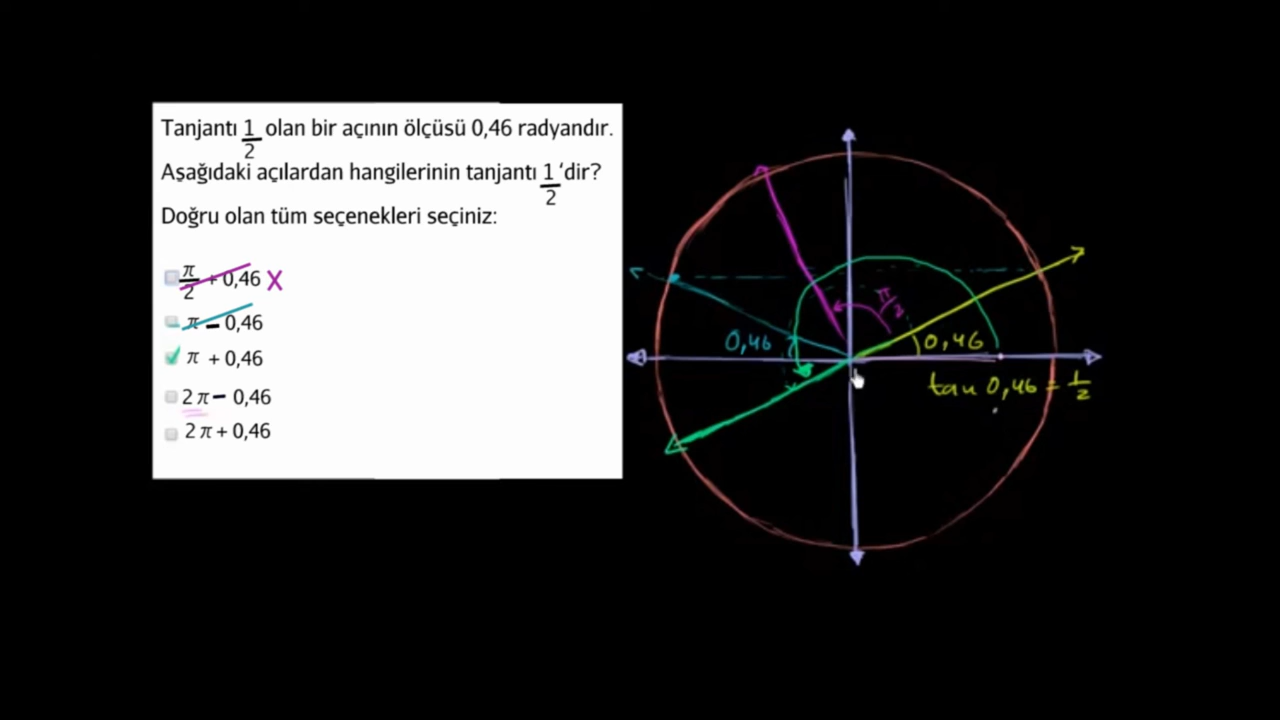 Tanjantı 1/2 olan bir açının ölçüsü 0,46 radyandır.
Aşağıdaki açılardan hangilerinin tanjantı 1/2 'dir?
Doğru olan tüm seçenekleri seçiniz:
π/2 + 0,46 X
π - 0,46
π + 0,46
2π - 0,46
2π + 0,46
π/2
0,46
0,46
tan 0,46 = 1/2